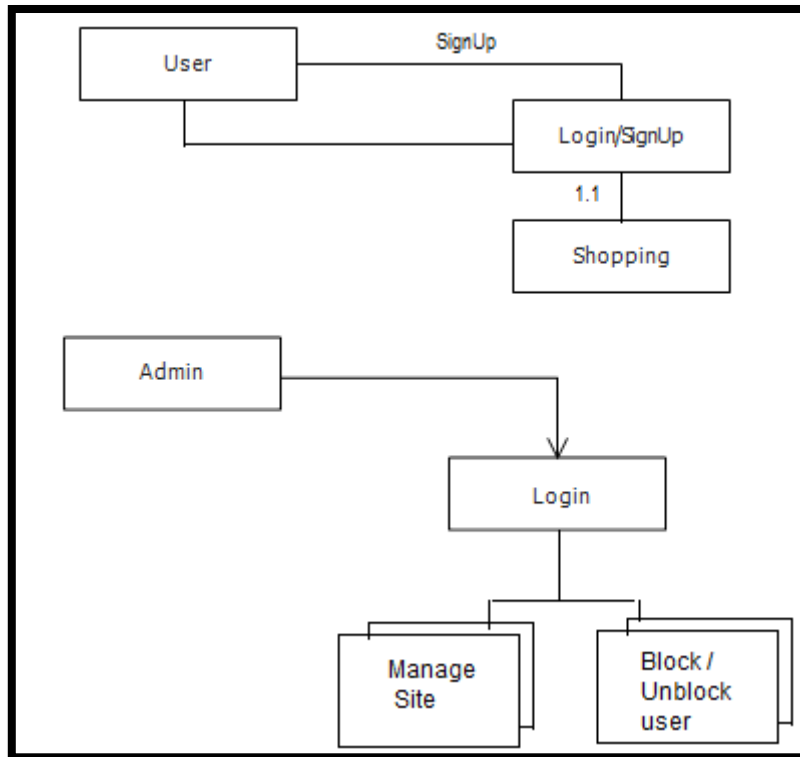 SignUp
User
Login/SignUp
1.1
Shopping
Admin
Login
Manage
Site
Block /
Unblock
user